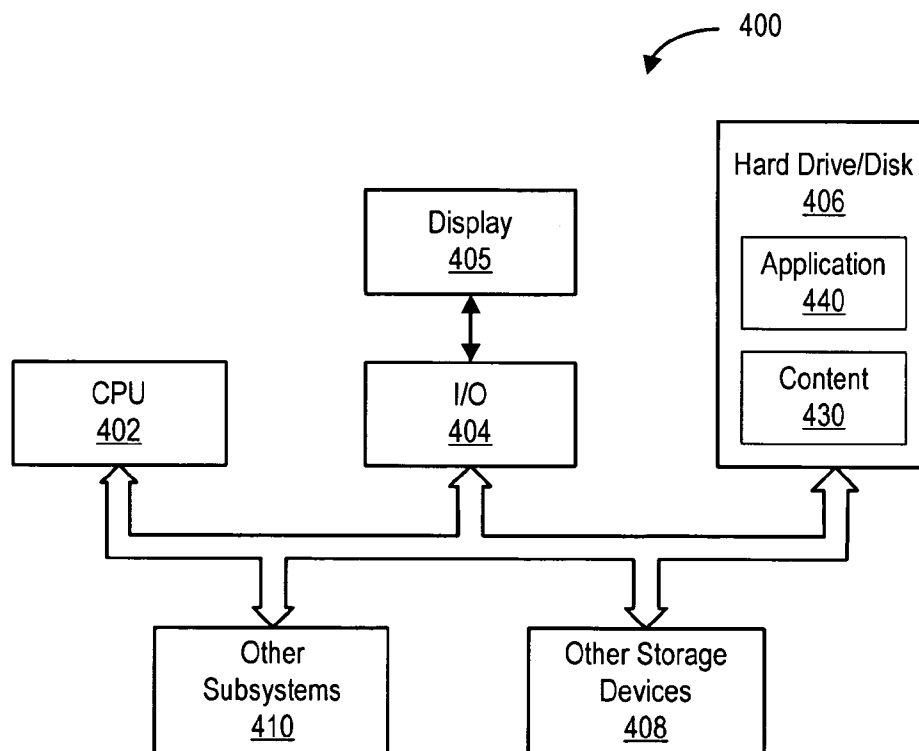 400
Hard Drive/Disk
406
Application
440
Content
430
Display
405
CPU
402
I/O
404
Other
Subsystems
410
Other Storage
Devices
408